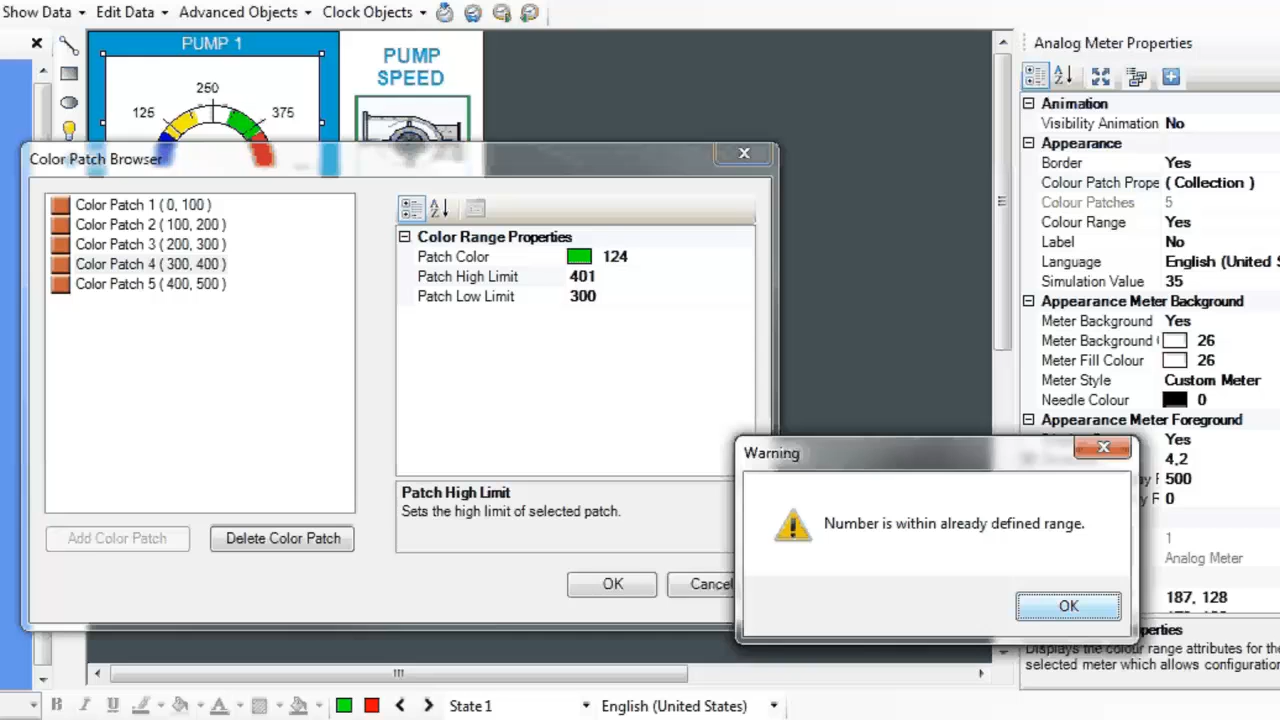 Show Data Edit Data Advanced Objects Clock Objects
PUMP 1
250
125 375
PUMP
SPEED
Color Patch Browser
Color Patch 1 ( 0, 100 )
Color Patch 2 ( 100, 200 )
Color Patch 3 ( 200, 300 )
Color Patch 4 ( 300, 400 )
Color Patch 5 ( 400, 500 )
Add Color Patch Delete Color Patch
Color Range Properties
Patch Color 124
Patch High Limit 401
Patch Low Limit 300
Patch High Limit
Sets the high limit of selected patch.
OK Cancel
Warning
Number is within already defined range.
OK
Analog Meter Properties
Animation
Visibility Animation No
Appearance
Border Yes
Colour Patch Prope ( Collection )
Colour Patches 5
Colour Range Yes
Label No
Language English (United S
Simulation Value 35
Appearance Meter Background
Meter Background Yes
Meter Background 26
Meter Fill Colour 26
Meter Style Custom Meter
Needle Colour 0
Appearance Meter Foreground
Yes
4,2
500
0
1
Analog Meter
187, 128
perties
Displays the colour range attributes for the
selected meter which allows configuration
B I U State 1 English (United States)